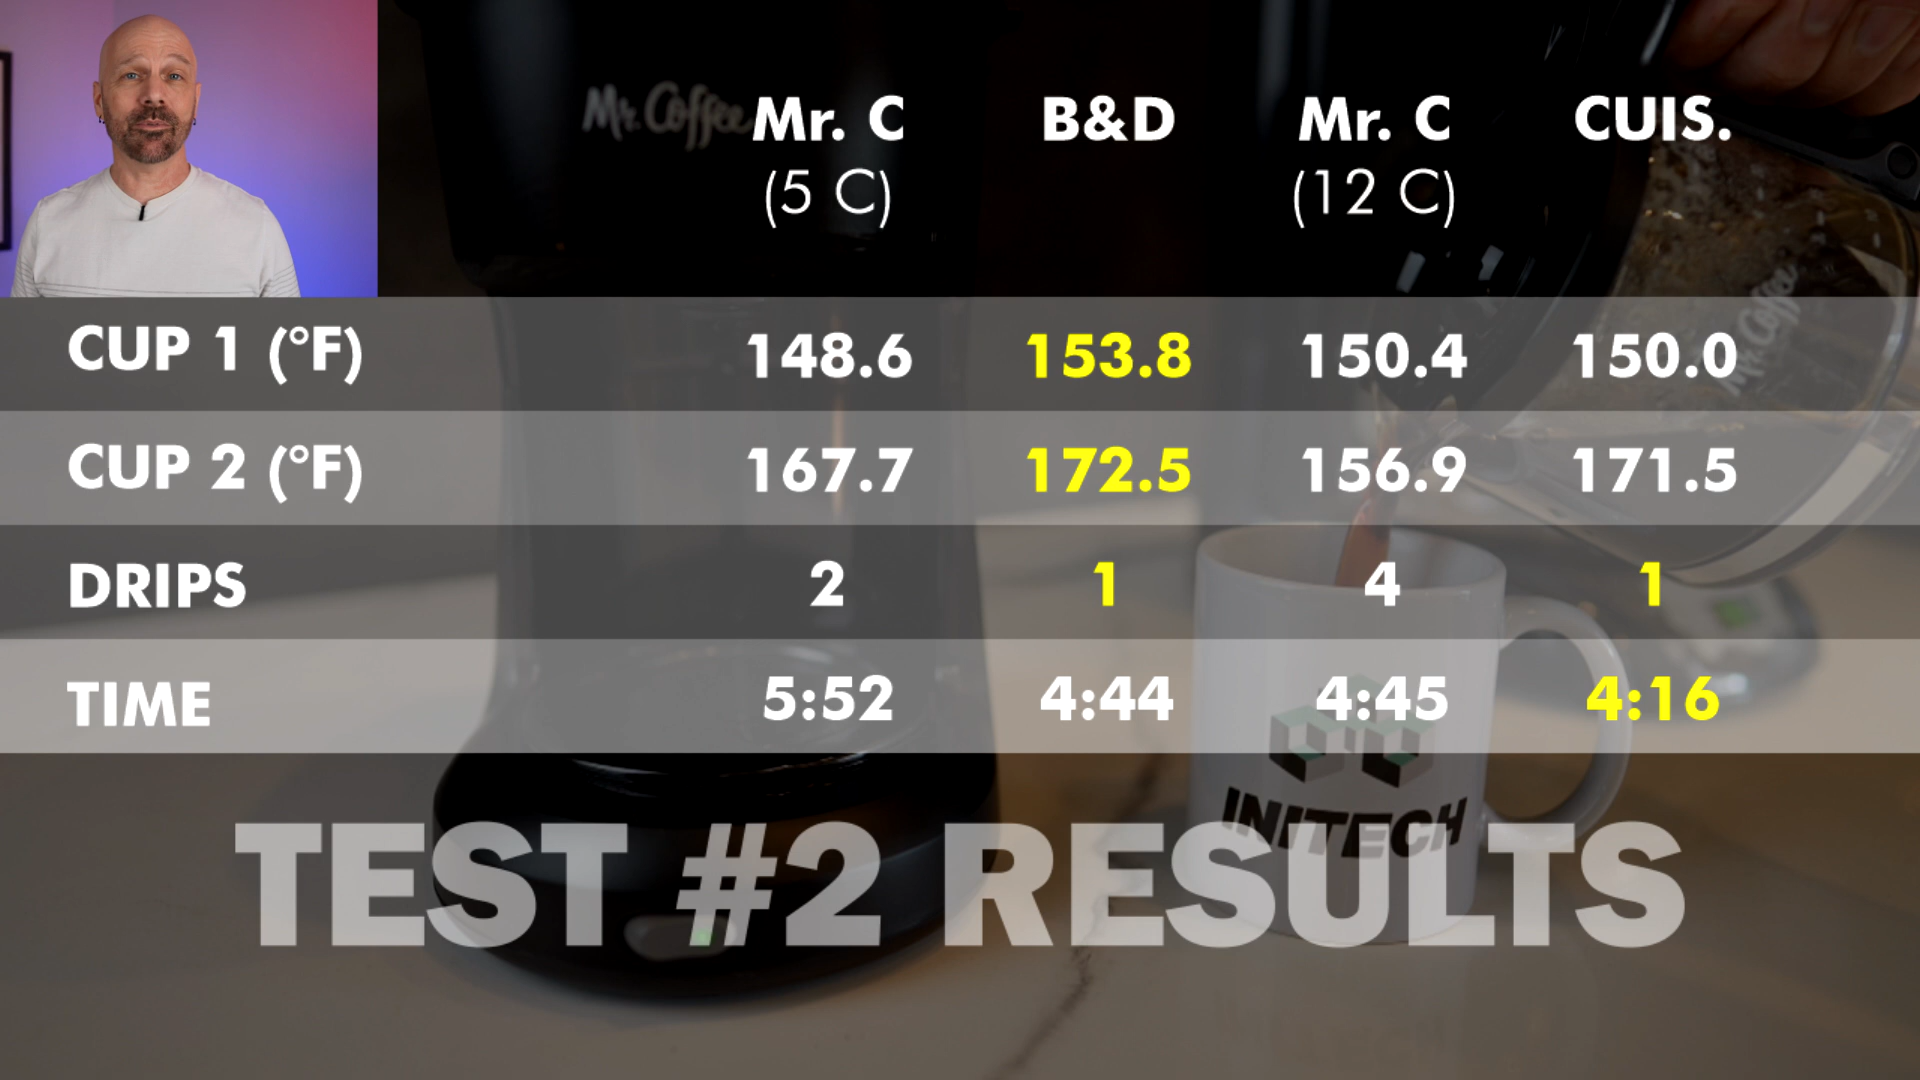 Mr. Coffee
Mr. C B&D Mr. C CUIS.
(5 C) (12 C)
CUP 1 (°F) 148.6 153.8 150.4 150.0
Mr. Coffee
CUP 2 (°F) 167.7 172.5 156.9 171.5
DRIPS 2 1 4 1
TIME 5:52 4:44 4:45 4:16
INITECH
TEST #2 RESULTS